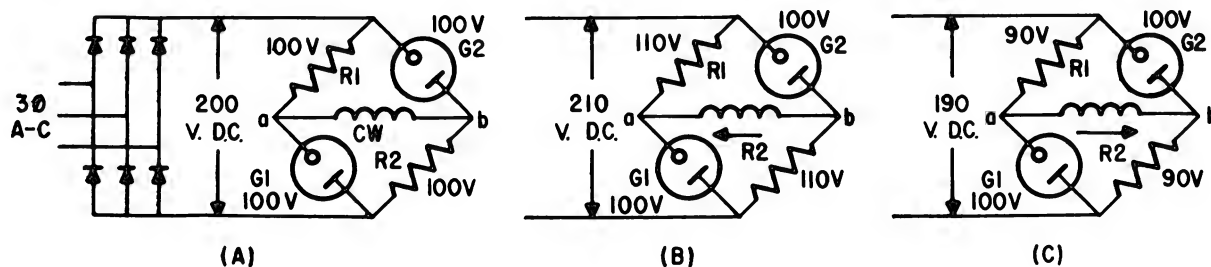 3Ø
A-C
200
V. D.C.
100V
R1
100V
G2
a
CW
b
G1
100V
R2
100V
(A)
210
V. D.C.
110V
R1
100V
G2
a
b
G1
100V
R2
110V
(B)
190
V. D.C.
90V
R1
100V
G2
a
b
G1
100V
R2
90V
(C)